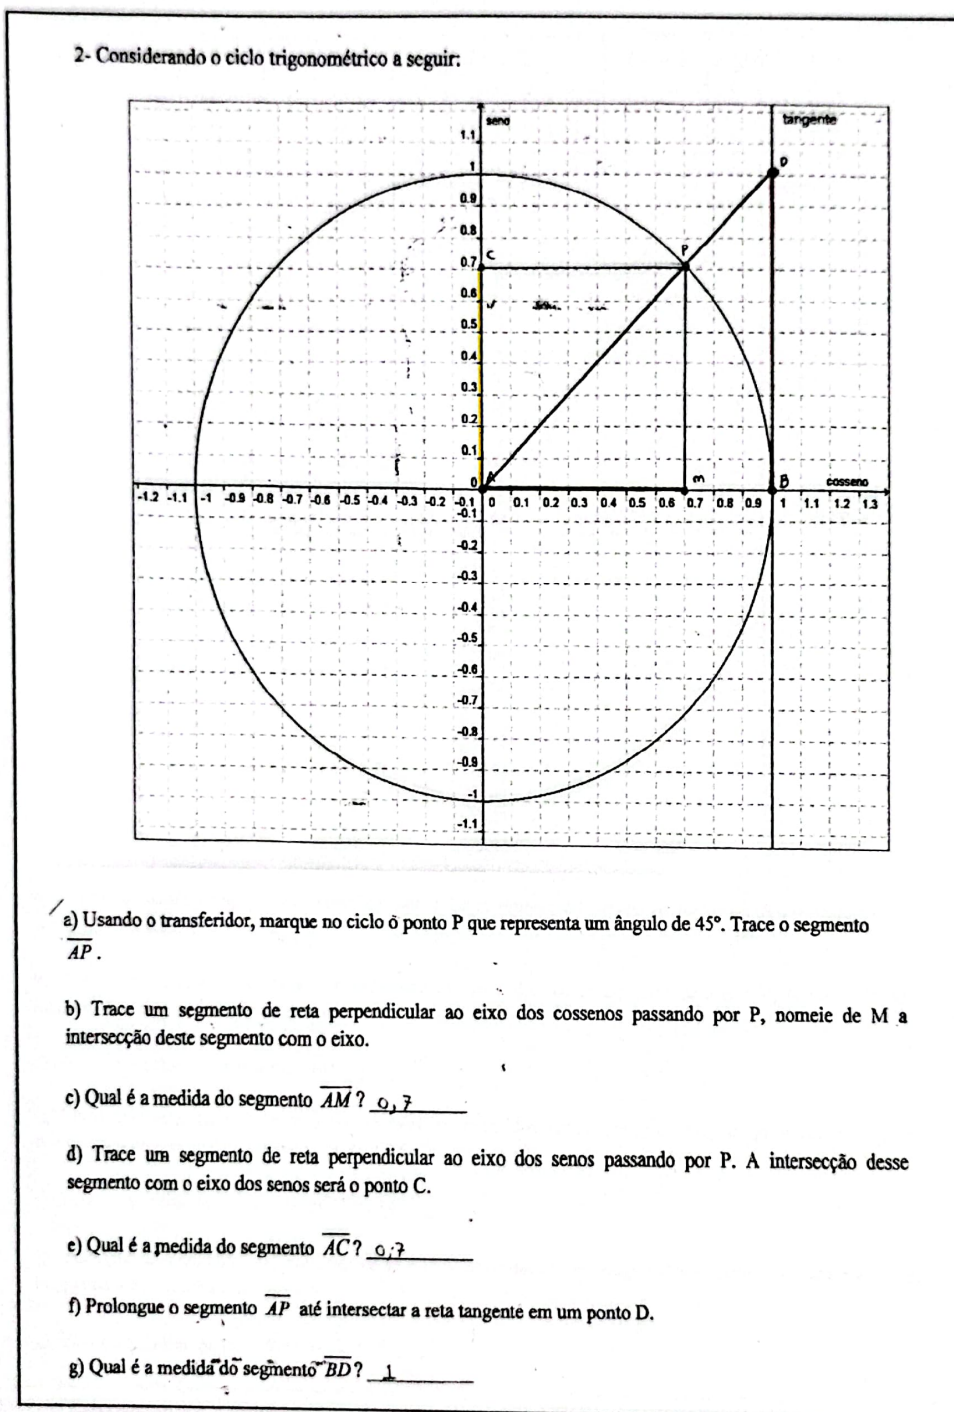 2- Considerando o ciclo trigonométrico a seguir:
seno
tangente
1.1
D
1
0.9
0.8
P
C
0.7
0.6
0.5
0.4
0.3
0.2
0.1
A
M
B
cosseno
0
-1.2 -1.1 -1 -0.9 -0.8 -0.7 -0.6 -0.5 -0.4 -0.3 -0.2 -0.1 0 0.1 0.2 0.3 0.4 0.5 0.6 0.7 0.8 0.9 1 1.1 1.2 1.3
-0.1
-0.2
-0.3
-0.4
-0.5
-0.6
-0.7
-0.8
-0.9
-1
-1.1
a) Usando o transferidor, marque no ciclo o ponto P que representa um ângulo de 45°. Trace o segmento
AP .
b) Trace um segmento de reta perpendicular ao eixo dos cossenos passando por P, nomeie de M a
intersecção deste segmento com o eixo.
c) Qual é a medida do segmento AM ? 0,7
d) Trace um segmento de reta perpendicular ao eixo dos senos passando por P. A intersecção desse
segmento com o eixo dos senos será o ponto C.
e) Qual é a medida do segmento AC ? 0,7
f) Prolongue o segmento AP até intersectar a reta tangente em um ponto D.
g) Qual é a medida do segmento BD ? 1